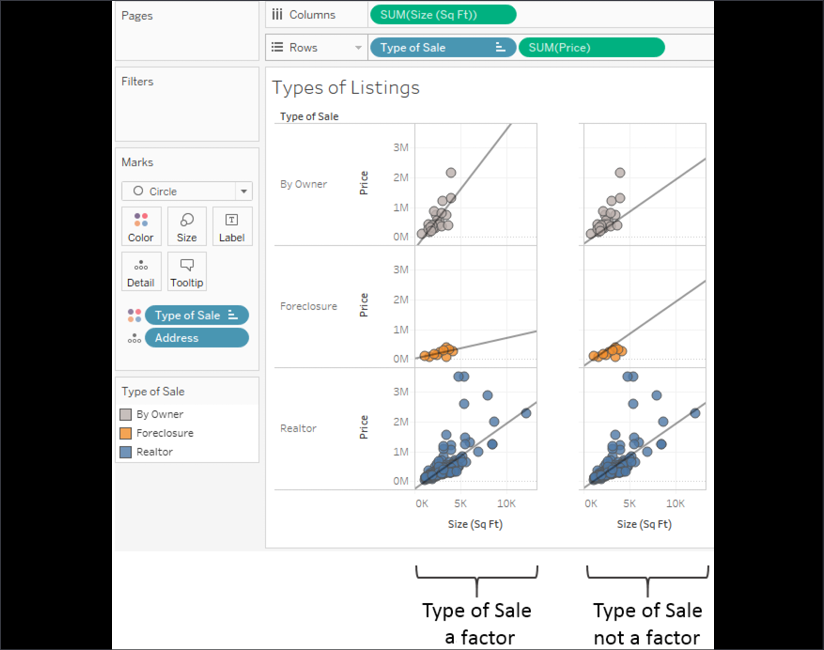 Pages
Columns
SUM(Size (Sq Ft))
Rows
Type of Sale
SUM(Price)
Filters
Marks
Circle
Color
Size
Label
Detail
Tooltip
Type of Sale
Address
Type of Sale
By Owner
Foreclosure
Realtor
Types of Listings
Type of Sale
By Owner
Price
3M
2M
1M
0M
Price
Foreclosure
Price
3M
2M
1M
0M
Price
Realtor
Price
3M
2M
1M
0M
Price
0K 5K 10K
Size (Sq Ft)
0K 5K 10K
Size (Sq Ft)
Type of Sale
a factor
Type of Sale
not a factor